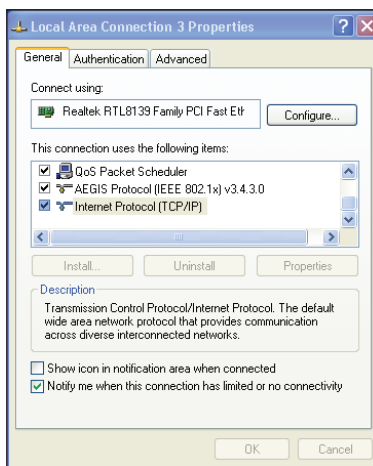 Local Area Connection 3 Properties
General Authentication Advanced
Connect using:
Realtek RTL8139 Family PCI Fast Eth
Configure...
This connection uses the following items:
QoS Packet Scheduler
AEGIS Protocol (IEEE 802.1x) v3.4.3.0
Internet Protocol (TCP/IP)
Install... Uninstall Properties
Description
Transmission Control Protocol/Internet Protocol. The default
wide area network protocol that provides communication
across diverse interconnected networks.
Show icon in notification area when connected
Notify me when this connection has limited or no connectivity
OK Cancel